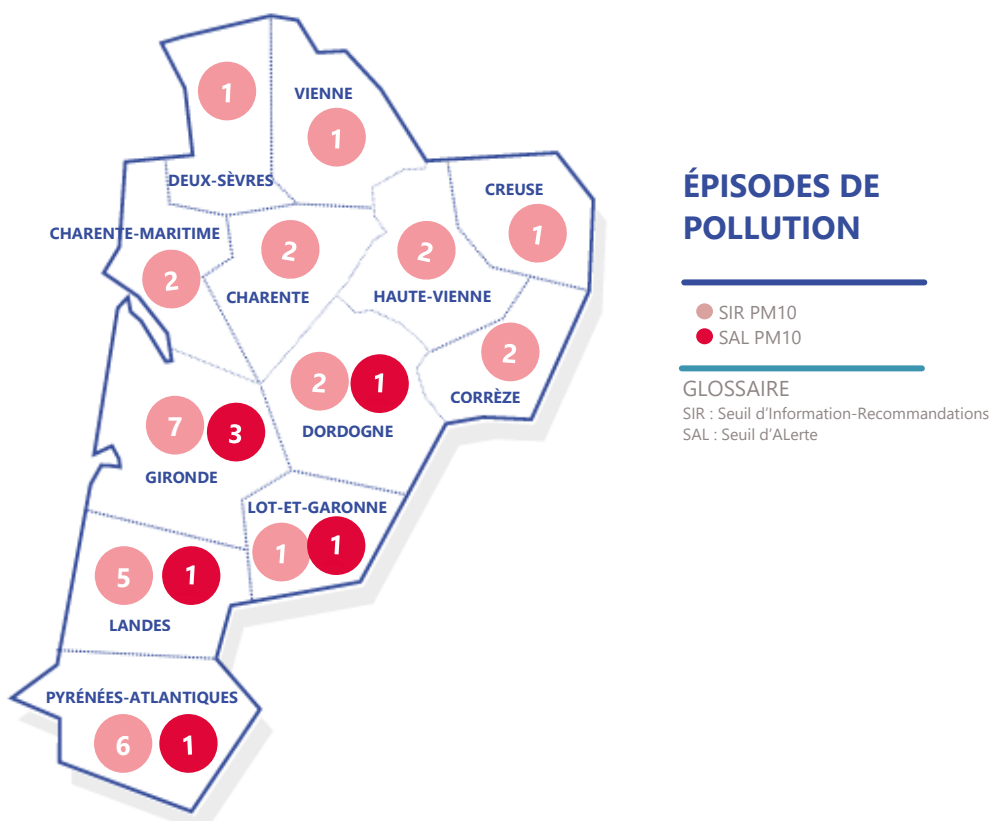 1
VIENNE
1
DEUX-SÈVRES
CREUSE
1
CHARENTE-MARITIME
2
2
CHARENTE
2
HAUTE-VIENNE
2
CORRÈZE
2
1
DORDOGNE
7
3
GIRONDE
LOT-ET-GARONNE
1
1
5
1
LANDES
PYRÉNÉES-ATLANTIQUES
6
1
ÉPISODES DE
POLLUTION
SIR PM10
SAL PM10
GLOSSAIRE
SIR : Seuil d'Information-Recommandations
SAL : Seuil d'ALerte